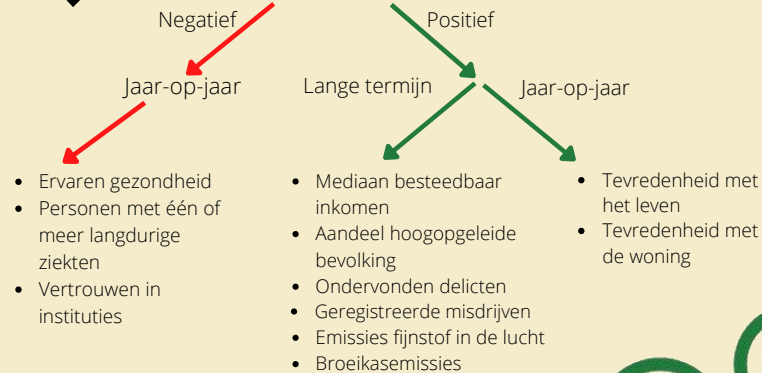 Negatief
Positief
Jaar-op-jaar
Lange termijn
Jaar-op-jaar
• Ervaren gezondheid
• Personen met één of
meer langdurige
ziekten
• Vertrouwen in
instituties
• Mediaan besteedbaar
inkomen
• Aandeel hoogopgeleide
bevolking
• Ondervonden delicten
• Geregistreerde misdrijven
• Emissies fijnstof in de lucht
• Broeikasemissies
• Tevredenheid met
het leven
• Tevredenheid met
de woning